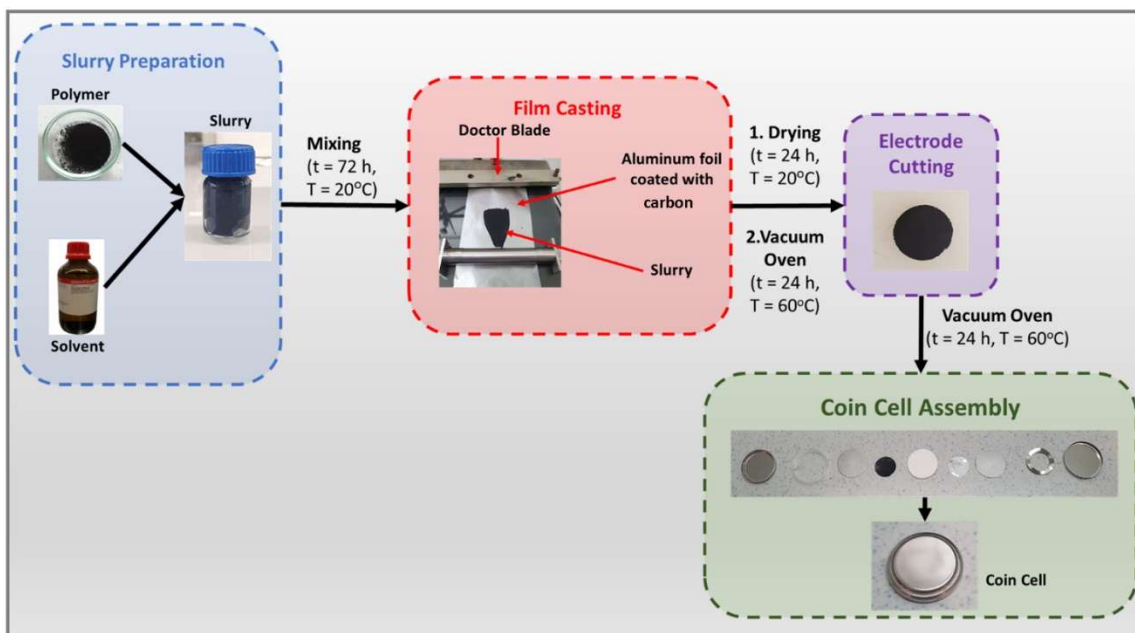 Slurry Preparation
Polymer
Slurry
Solvent
Mixing
(t = 72 h,
T = 20°C)
Film Casting
Doctor Blade
Aluminum foil
coated with
carbon
Slurry
1. Drying
(t = 24 h,
T = 20°C)
2.Vacuum
Oven
(t = 24 h,
T = 60°C)
Electrode
Cutting
Vacuum Oven
(t = 24 h, T = 60°C)
Coin Cell Assembly
Coin Cell